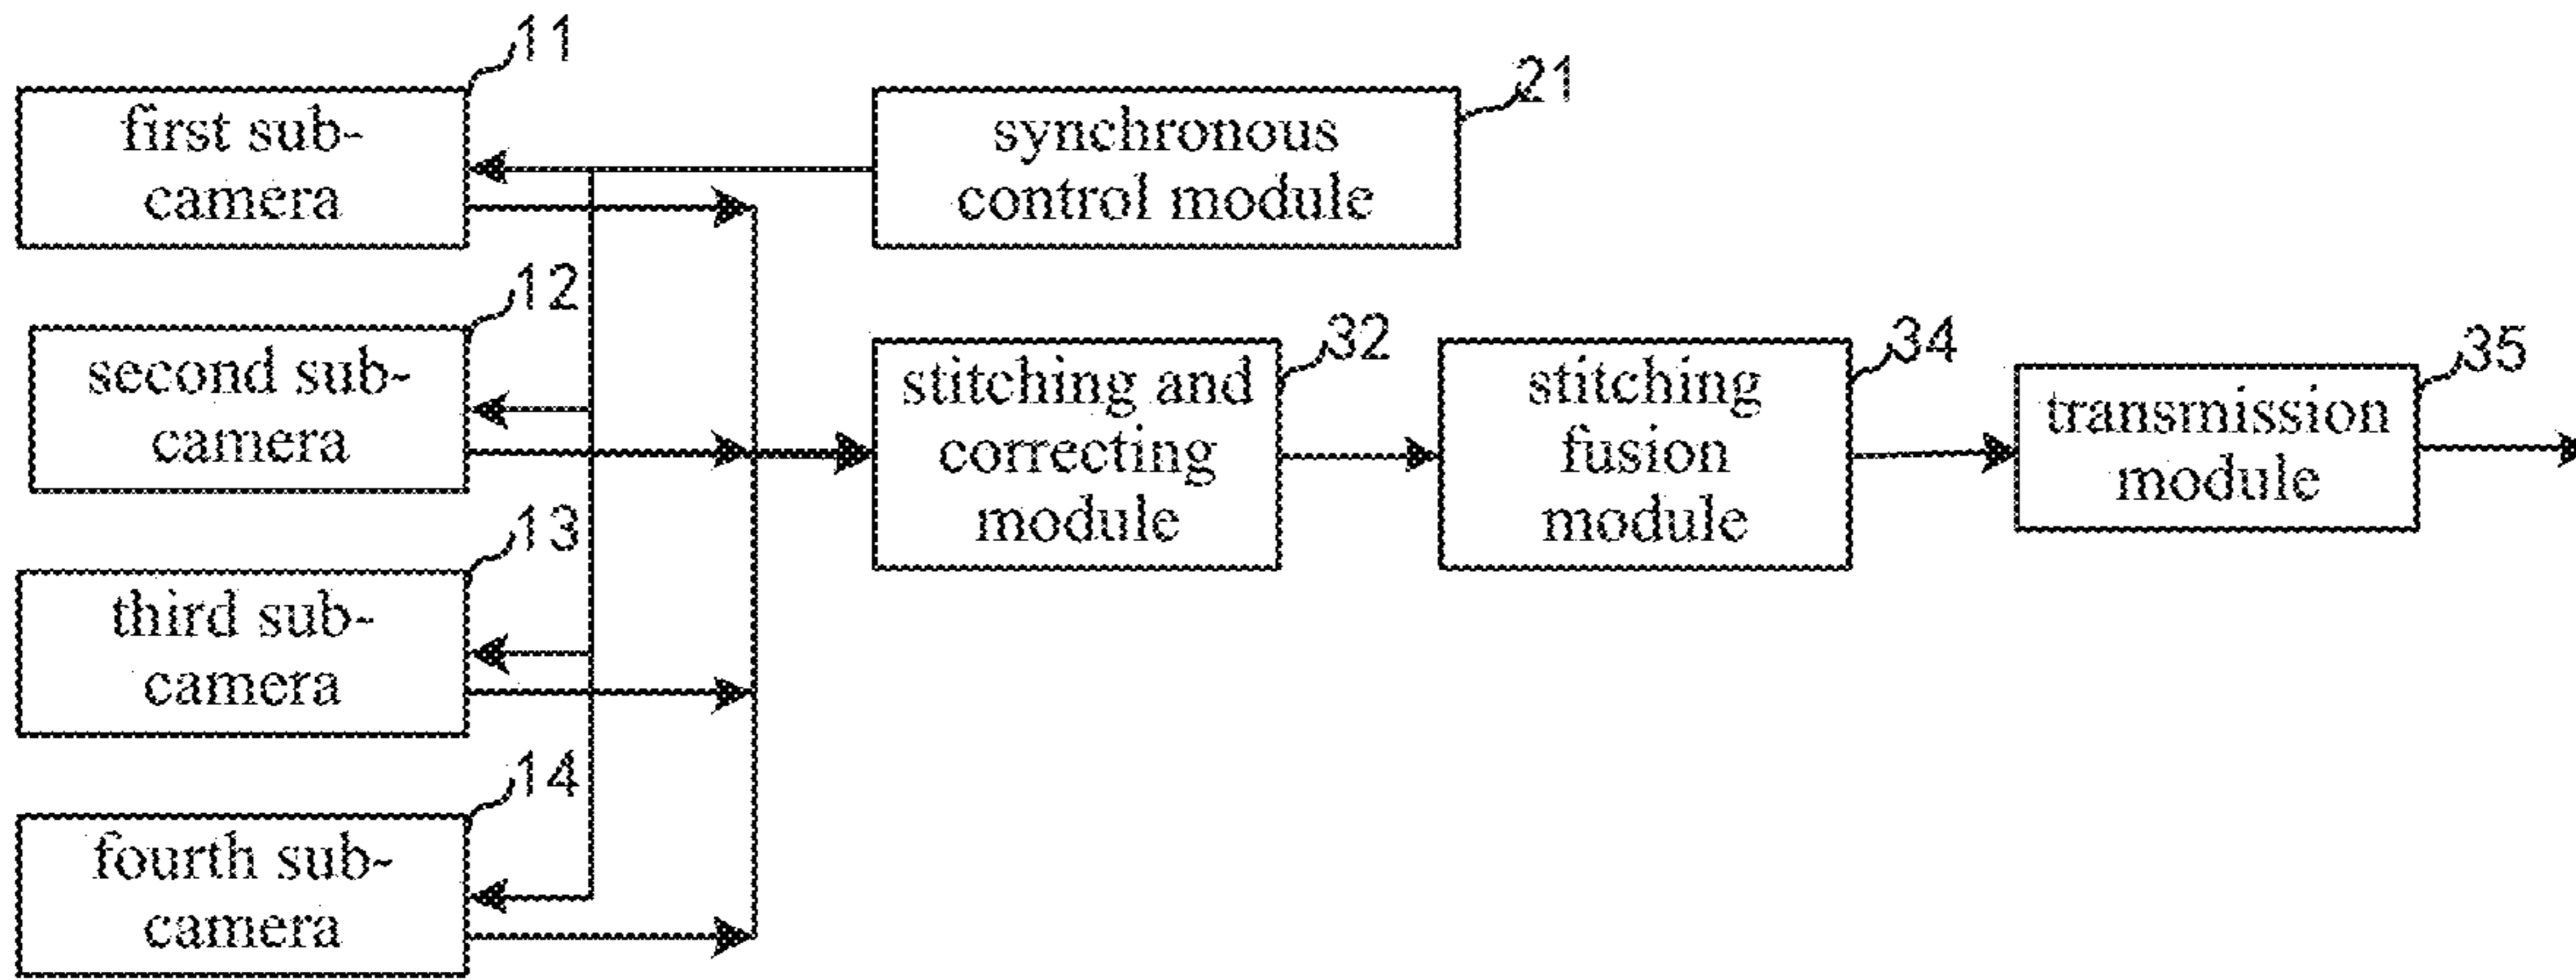 11
first sub-
camera
21
synchronous
control module
12
second sub-
camera
32
stitching and
correcting
module
34
stitching
fusion
module
35
transmission
module
13
third sub-
camera
14
fourth sub-
camera